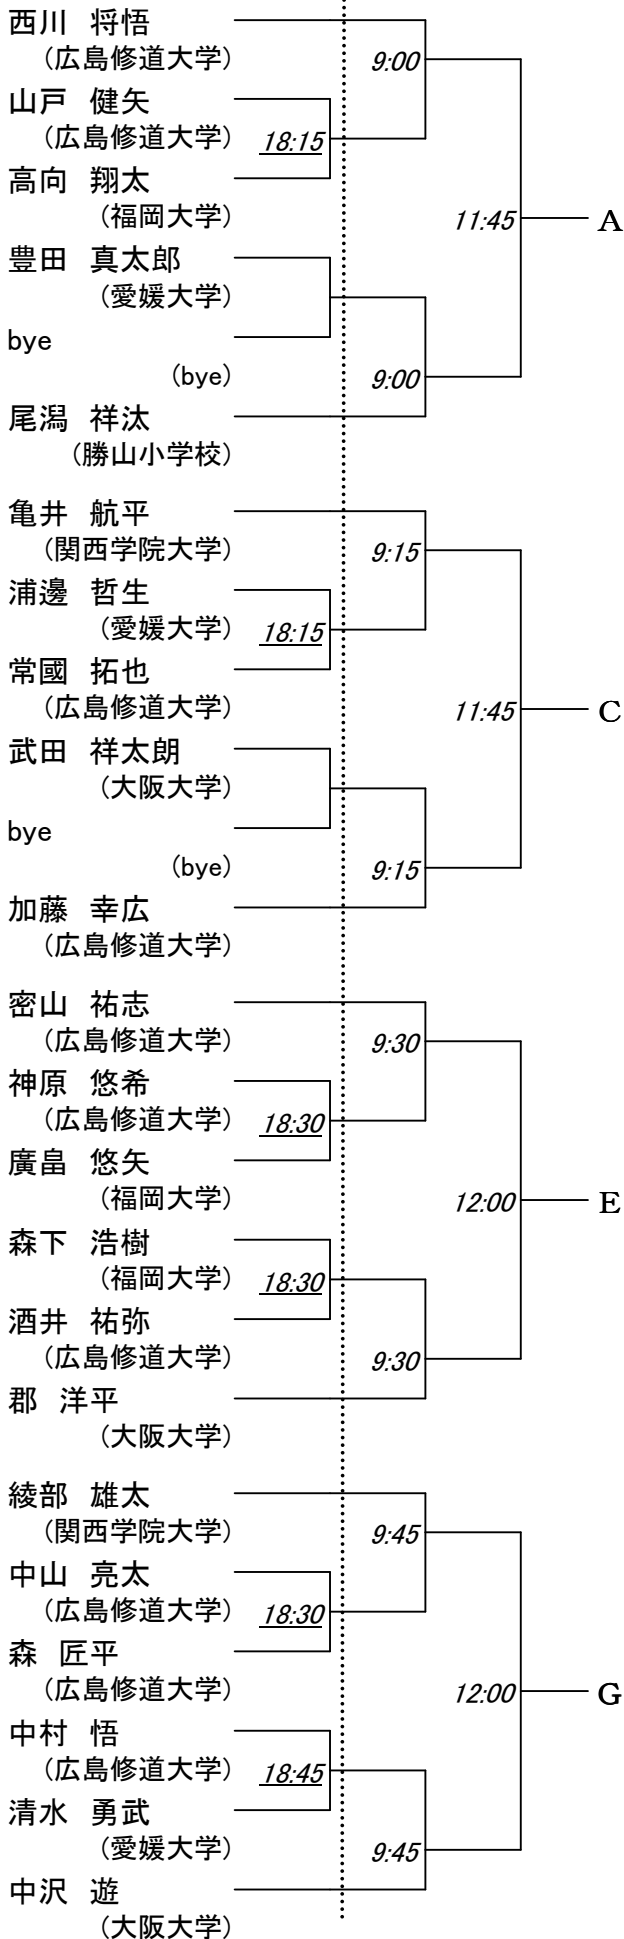 西川 将悟
(広島修道大学)
9:00
山戸 健矢
(広島修道大学) 18:15
高向 翔太
(福岡大学)
11:45 A
豊田 真太郎
(愛媛大学)
bye
(bye)
9:00
尾潟 祥汰
(勝山小学校)
亀井 航平
(関西学院大学)
9:15
浦邊 哲生
(愛媛大学) 18:15
常國 拓也
(広島修道大学)
11:45 C
武田 祥太朗
(大阪大学)
bye
(bye)
9:15
加藤 幸広
(広島修道大学)
密山 祐志
(広島修道大学)
9:30
神原 悠希
(広島修道大学) 18:30
廣畠 悠矢
(福岡大学)
12:00 E
森下 浩樹
(福岡大学) 18:30
酒井 祐弥
(広島修道大学)
9:30
郡 洋平
(大阪大学)
綾部 雄太
(関西学院大学)
9:45
中山 亮太
(広島修道大学) 18:30
森 匠平
(広島修道大学)
12:00 G
中村 悟
(広島修道大学) 18:45
清水 勇武
(愛媛大学)
9:45
中沢 遊
(大阪大学)